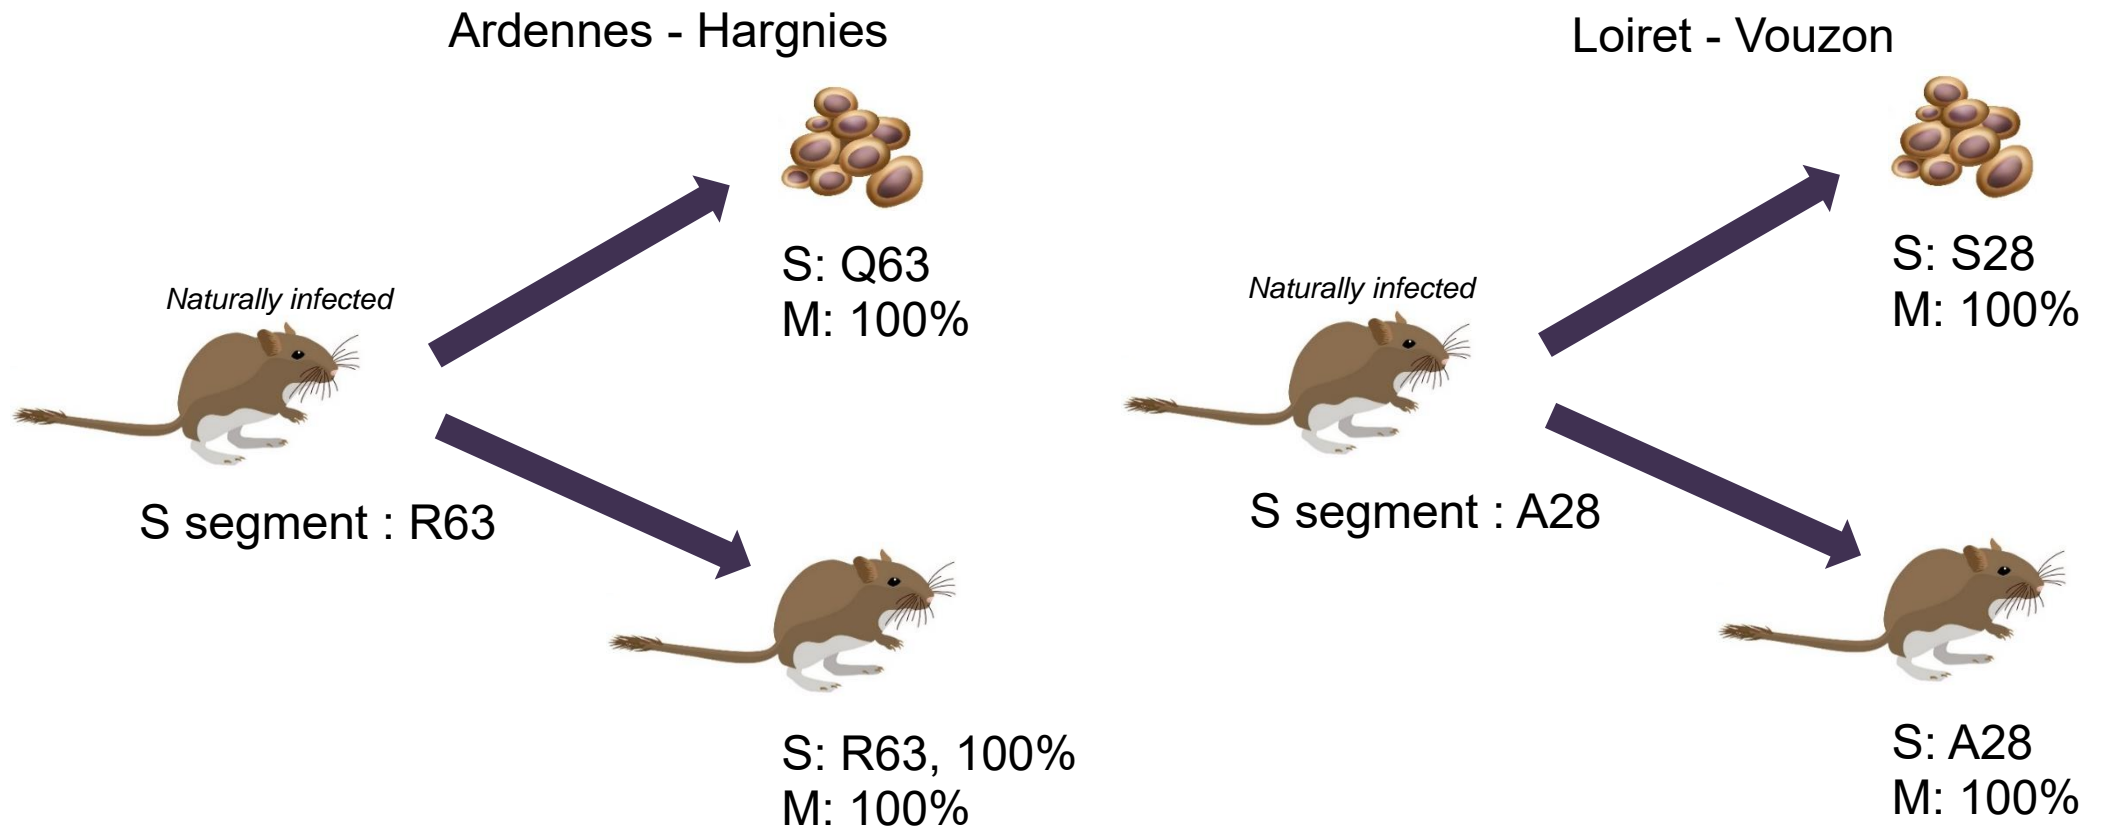 Ardennes - Hargnies
Naturally infected
S segment : R63
S: Q63
M: 100%
S: R63, 100%
M: 100%
Loiret - Vouzon
Naturally infected
S segment : A28
S: S28
M: 100%
S: A28
M: 100%